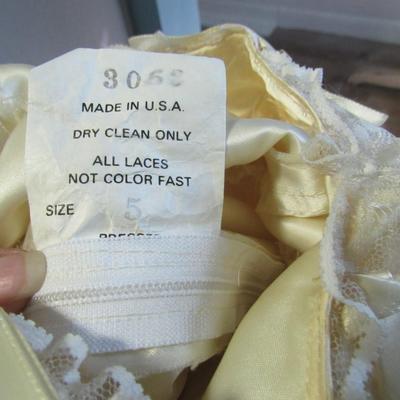 MADE IN U.S.A.
DRY CLEAN ONLY
ALL LACES
NOT COLOR FAST
SIZE 5